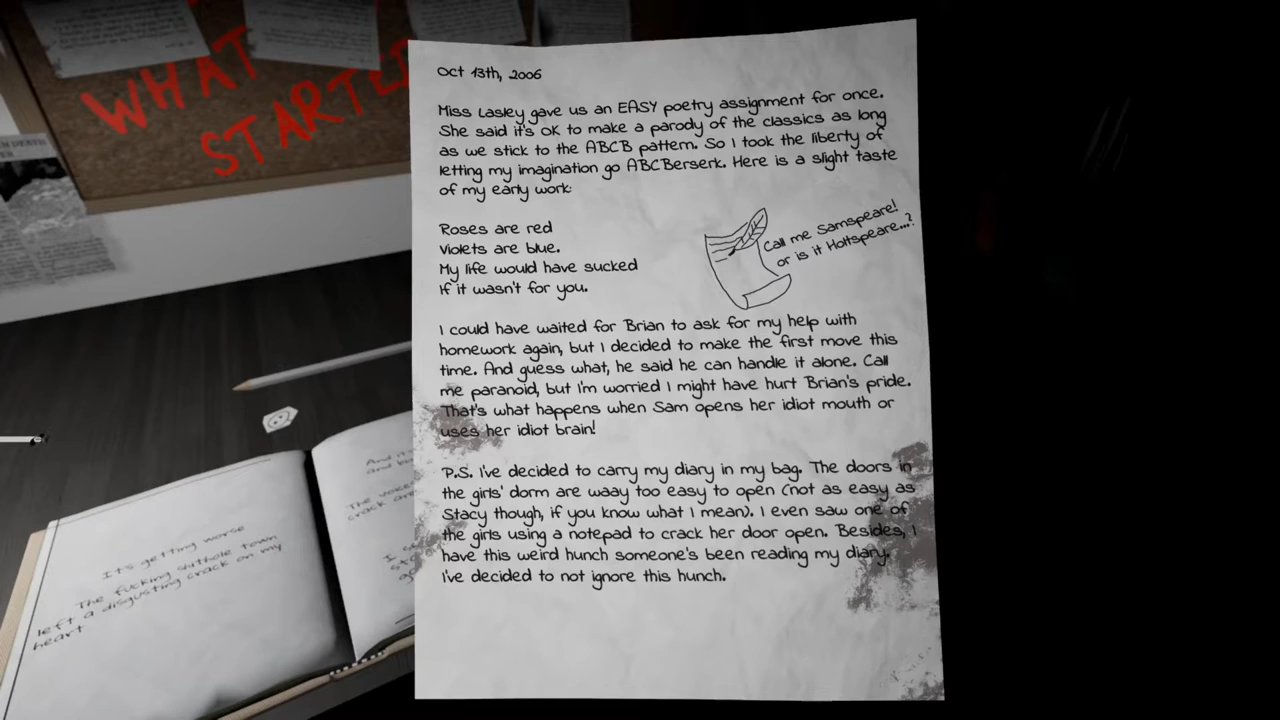 WHAT
STARTED
Oct 13th, 2006
Miss Lasley gave us an EASY poetry assignment for once.
She said it's OK to make a parody of the classics as long
as we stick to the ABCB pattern. So I took the liberty of
letting my imagination go ABCBerserk. Here is a slight taste
of my early work:
Roses are red
Violets are blue.
My life would have sucked
If it wasn't for you.
Call me Samspeare!
or is it Holtspeare...?
I could have waited for Brian to ask for my help with
homework again, but I decided to make the first move this
time. And guess what, he said he can handle it alone. Call
me paranoid, but I'm worried I might have hurt Brian's pride.
That's what happens when Sam opens her idiot mouth or
uses her idiot brain!
P.S. I've decided to carry my diary in my bag. The doors in
the girls' dorm are waay too easy to open (not as easy as
Stacy though, if you know what I mean). I even saw one of
the girls using a notepad to crack her door open. Besides, I
have this weird hunch someone's been reading my diary.
I've decided to not ignore this hunch.
It's getting worse
The fucking shithole town
left a disgusting crack on my
heart